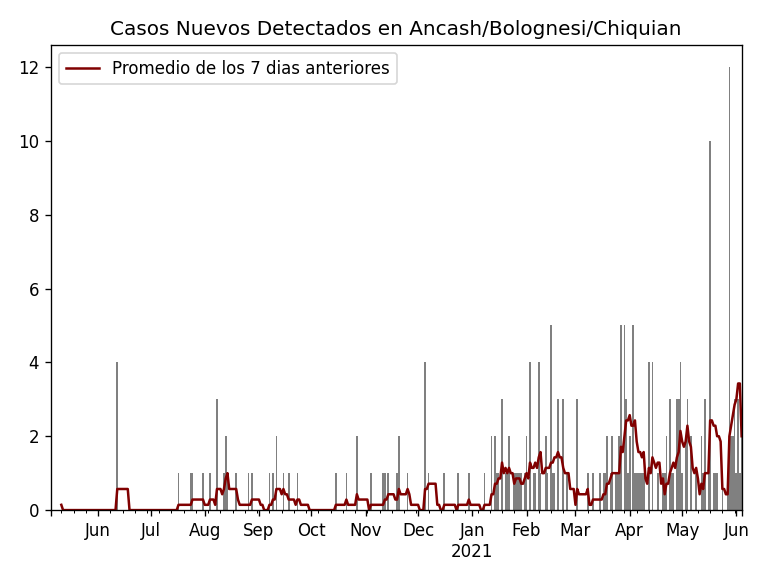 Casos Nuevos Detectados en Ancash/Bolognesi/Chiquian
Promedio de los 7 dias anteriores
12
10
8
6
4
2
0
Jun Jul Aug Sep Oct Nov Dec Jan Feb Mar Apr May Jun
2021